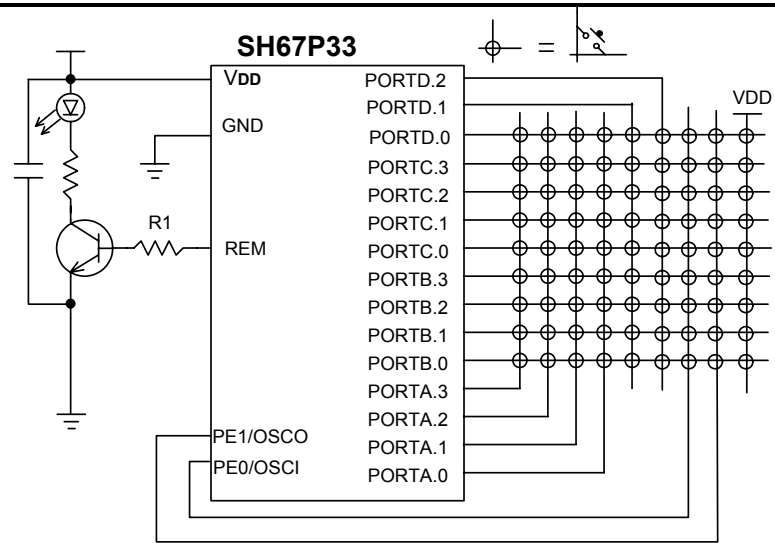 SH67P33
=
VDD
PORTD.2
VDD
PORTD.1
GND
PORTD.0
PORTC.3
PORTC.2
R1
PORTC.1
REM
PORTC.0
PORTB.3
PORTB.2
PORTB.1
PORTB.0
PORTA.3
PORTA.2
PE1/OSCO
PORTA.1
PE0/OSCI
PORTA.0